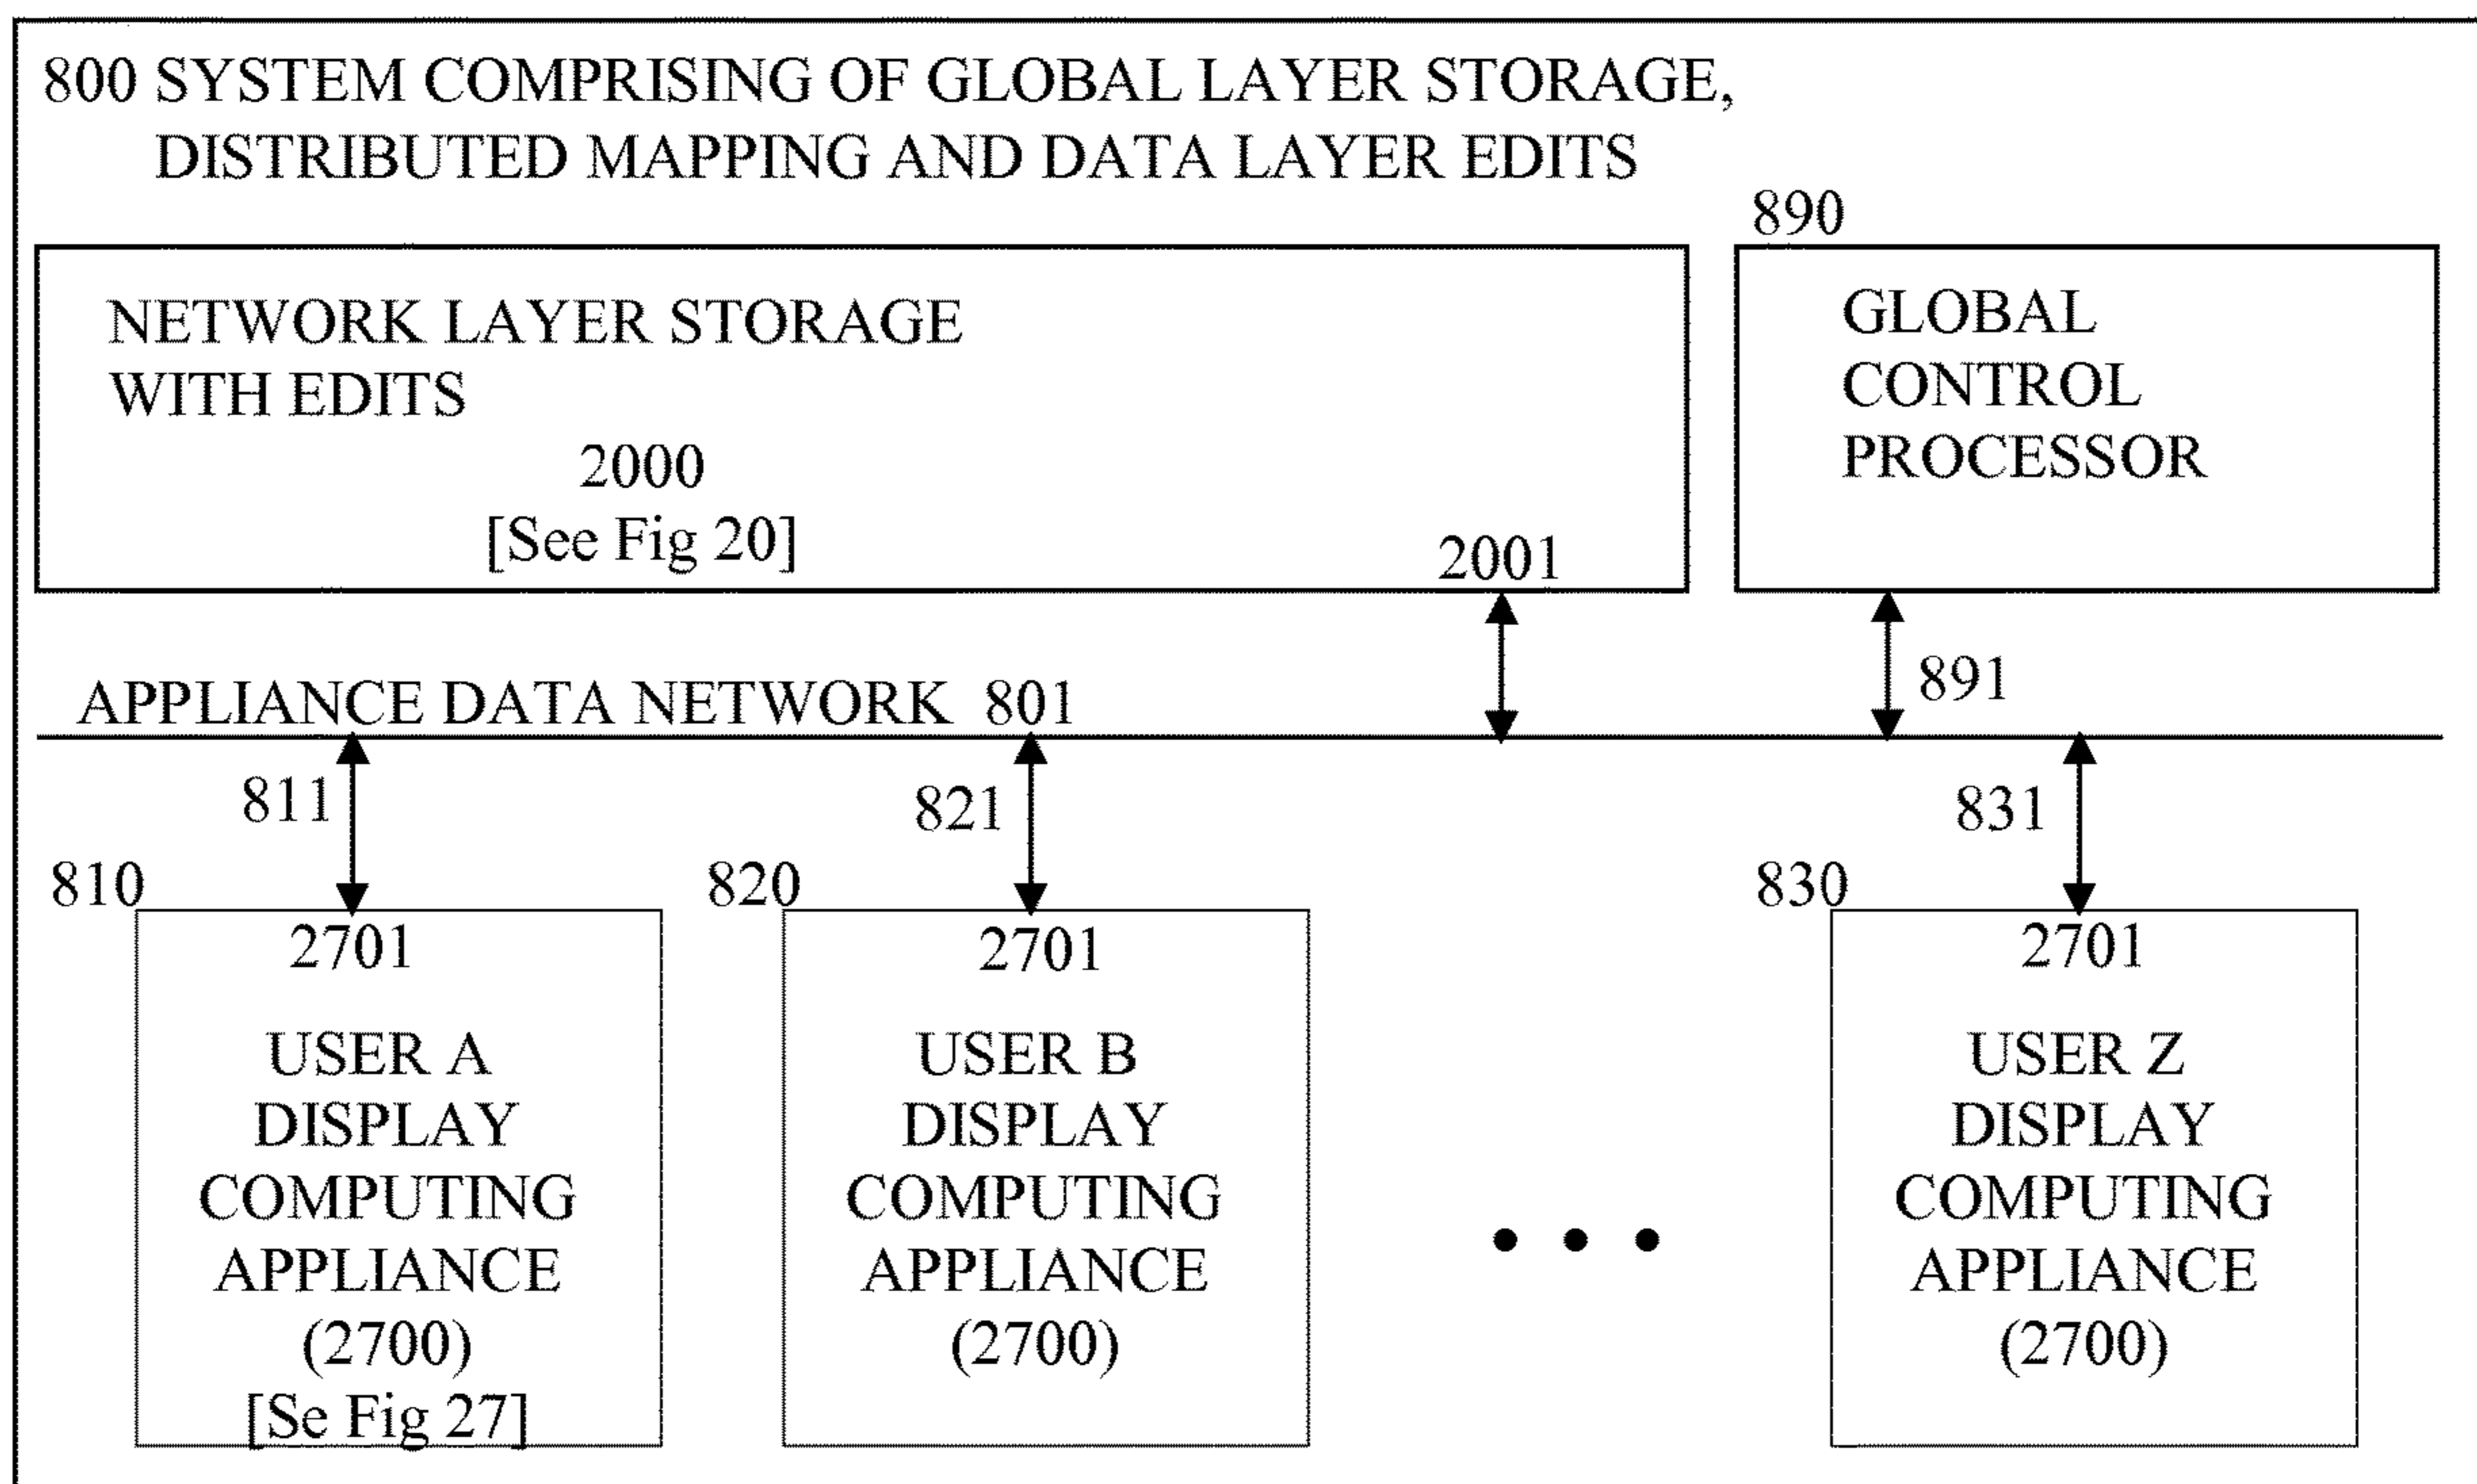 800 SYSTEM COMPRISING OF GLOBAL LAYER STORAGE,
DISTRIBUTED MAPPING AND DATA LAYER EDITS
890
NETWORK LAYER STORAGE
WITH EDITS
2000
[See Fig 20]
2001
GLOBAL
CONTROL
PROCESSOR
891
APPLIANCE DATA NETWORK 801
811
821
831
810
2701
USER A
DISPLAY
COMPUTING
APPLIANCE
(2700)
[Se Fig 27]
820
2701
USER B
DISPLAY
COMPUTING
APPLIANCE
(2700)
• • •
830
2701
USER Z
DISPLAY
COMPUTING
APPLIANCE
(2700)